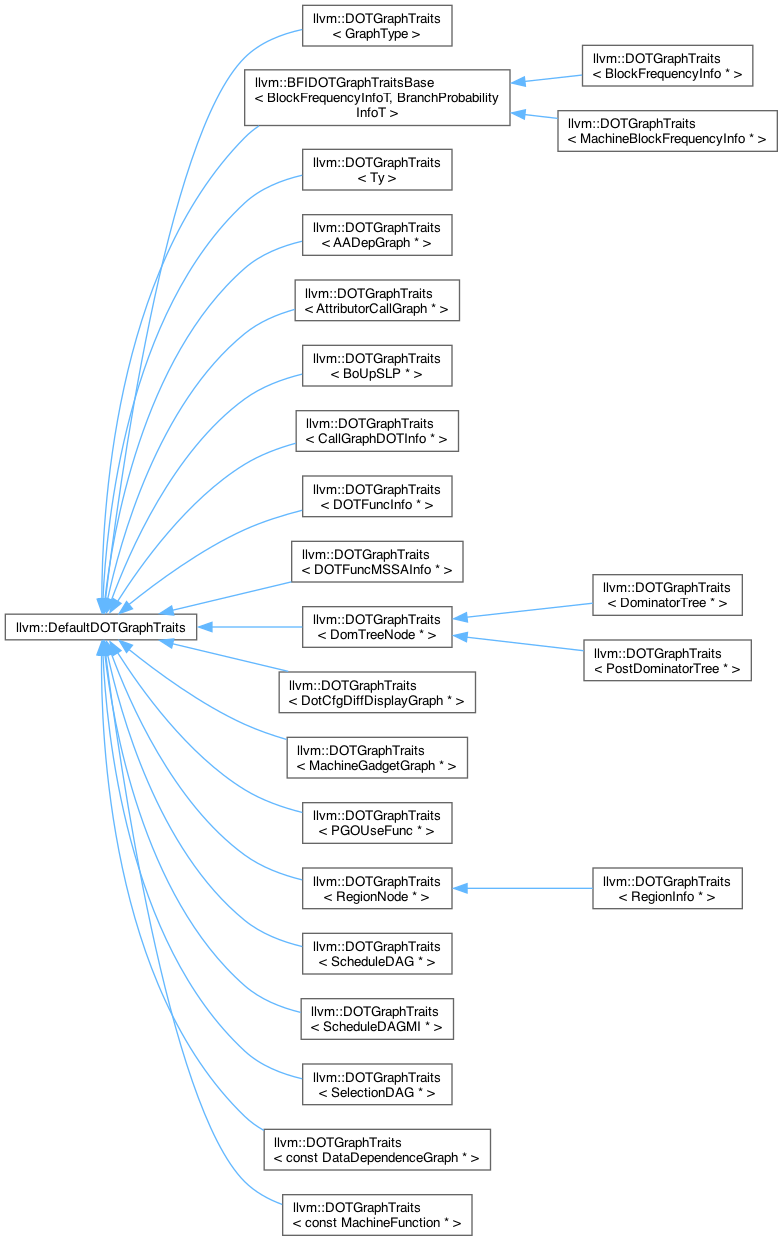 llvm::DOTGraphTraits
< GraphType >
llvm::BFIDOTGraphTraitsBase
< BlockFrequencyInfoT, BranchProbability
InfoT >
llvm::DOTGraphTraits
< BlockFrequencyInfo * >
llvm::DOTGraphTraits
< MachineBlockFrequencyInfo * >
llvm::DOTGraphTraits
< Ty >
llvm::DOTGraphTraits
< AADepGraph * >
llvm::DOTGraphTraits
< AttributorCallGraph * >
llvm::DOTGraphTraits
< BoUpSLP * >
llvm::DOTGraphTraits
< CallGraphDOTInfo * >
llvm::DOTGraphTraits
< DOTFuncInfo * >
llvm::DOTGraphTraits
< DOTFuncMSSAInfo * >
llvm::DefaultDOTGraphTraits
llvm::DOTGraphTraits
< DomTreeNode * >
llvm::DOTGraphTraits
< DominatorTree * >
llvm::DOTGraphTraits
< PostDominatorTree * >
llvm::DOTGraphTraits
< DotCfgDiffDisplayGraph * >
llvm::DOTGraphTraits
< MachineGadgetGraph * >
llvm::DOTGraphTraits
< PGOUseFunc * >
llvm::DOTGraphTraits
< RegionNode * >
llvm::DOTGraphTraits
< RegionInfo * >
llvm::DOTGraphTraits
< ScheduleDAG * >
llvm::DOTGraphTraits
< ScheduleDAGMI * >
llvm::DOTGraphTraits
< SelectionDAG * >
llvm::DOTGraphTraits
< const DataDependenceGraph * >
llvm::DOTGraphTraits
< const MachineFunction * >